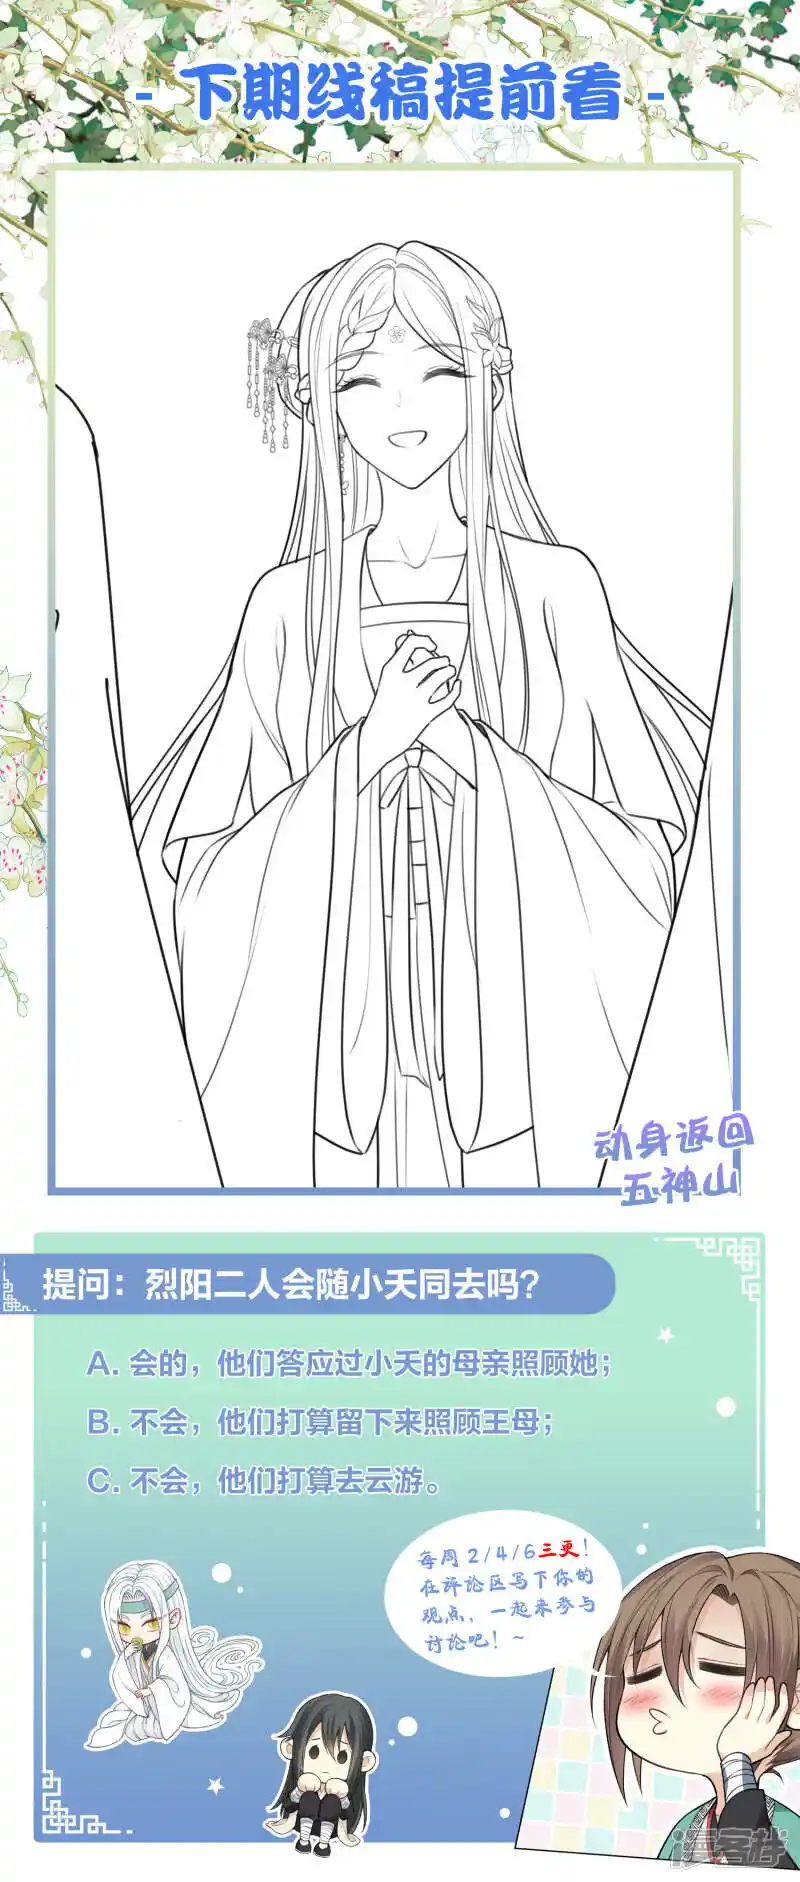 - 下期线稿提前看 -
动身返回
五神山
提问：烈阳二人会随小夭同去吗？
A. 会的，他们答应过小夭的母亲照顾她；
B. 不会，他们打算留下来照顾王母；
C. 不会，他们打算去云游。
每周 2/4/6三更！
在评论区写下你的
观点，一起来参与
讨论吧！~
漫客栈